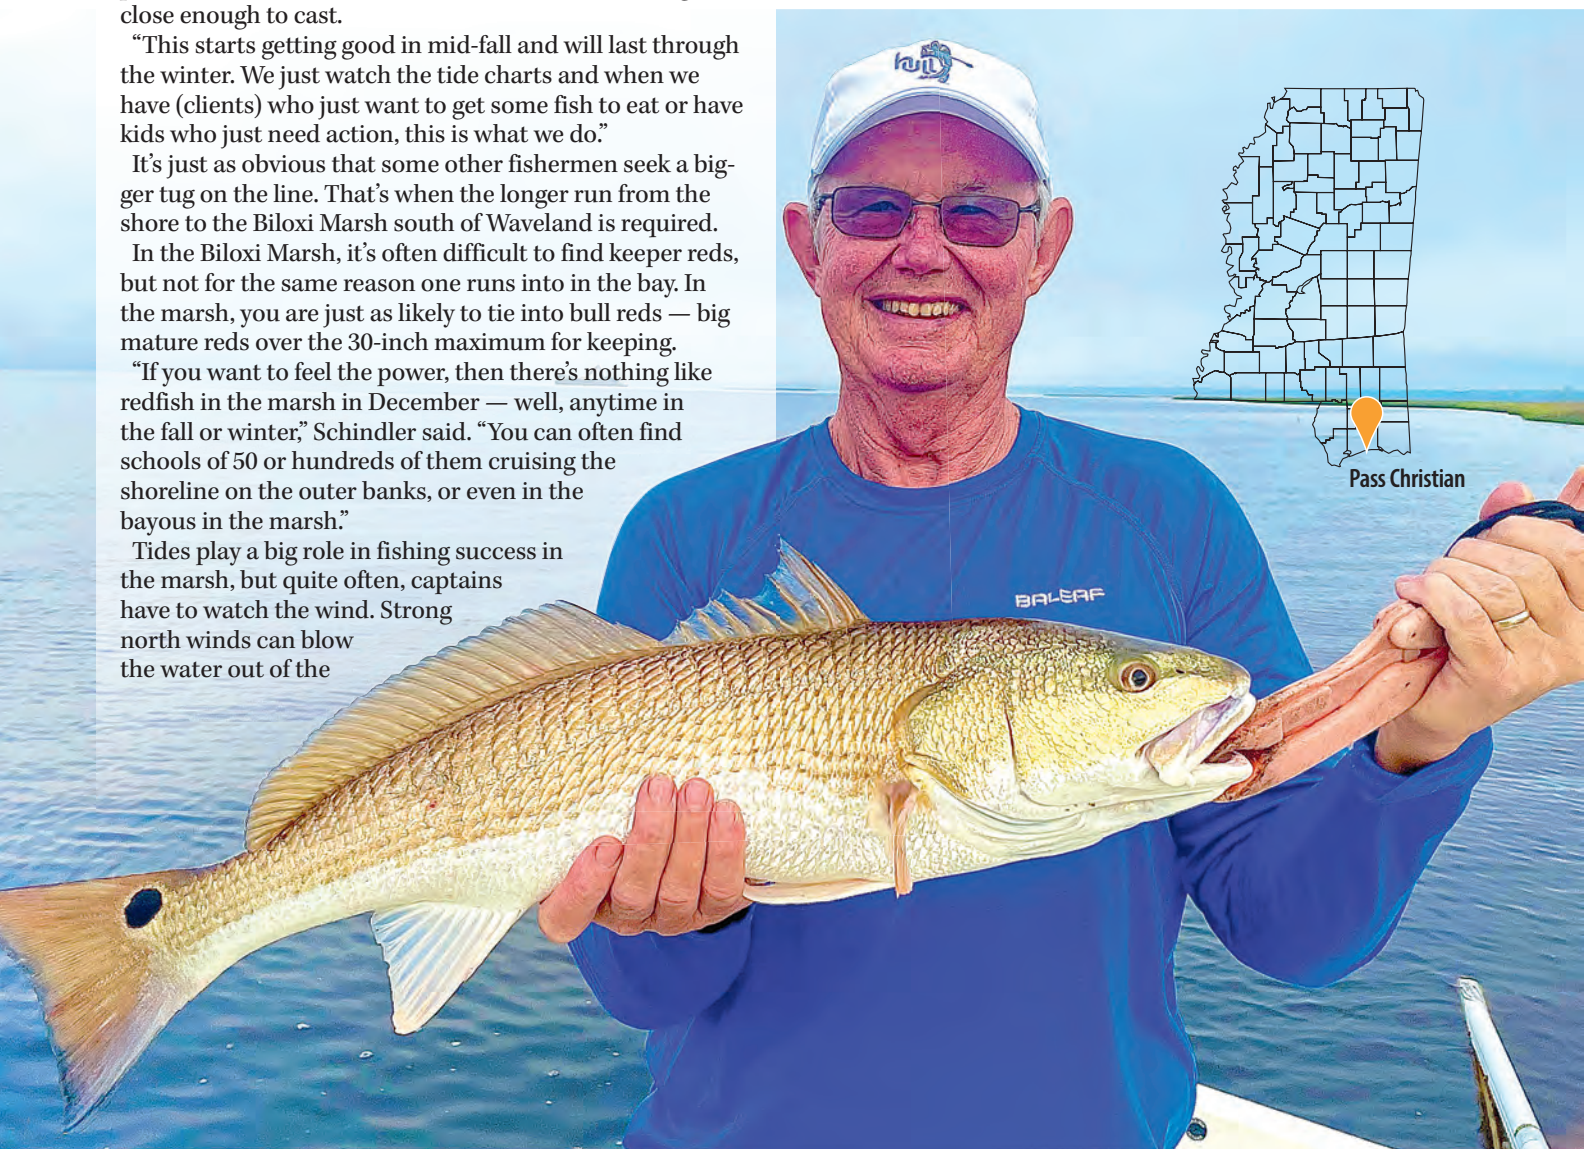 close enough to cast.
“This starts getting good in mid-fall and will last through
the winter. We just watch the tide charts and when we
have (clients) who just want to get some fish to eat or have
kids who just need action, this is what we do.”
It’s just as obvious that some other fishermen seek a big-
ger tug on the line. That’s when the longer run from the
shore to the Biloxi Marsh south of Waveland is required.
In the Biloxi Marsh, it’s often difficult to find keeper reds,
but not for the same reason one runs into in the bay. In
the marsh, you are just as likely to tie into bull reds — big
mature reds over the 30-inch maximum for keeping.
“If you want to feel the power, then there’s nothing like
redfish in the marsh in December — well, anytime in
the fall or winter,” Schindler said. “You can often find
schools of 50 or hundreds of them cruising the
shoreline on the outer banks, or even in the
bayous in the marsh.”
Tides play a big role in fishing success in
the marsh, but quite often, captains
have to watch the wind. Strong
north winds can blow
the water out of the
huk
Pass Christian
BALEAF